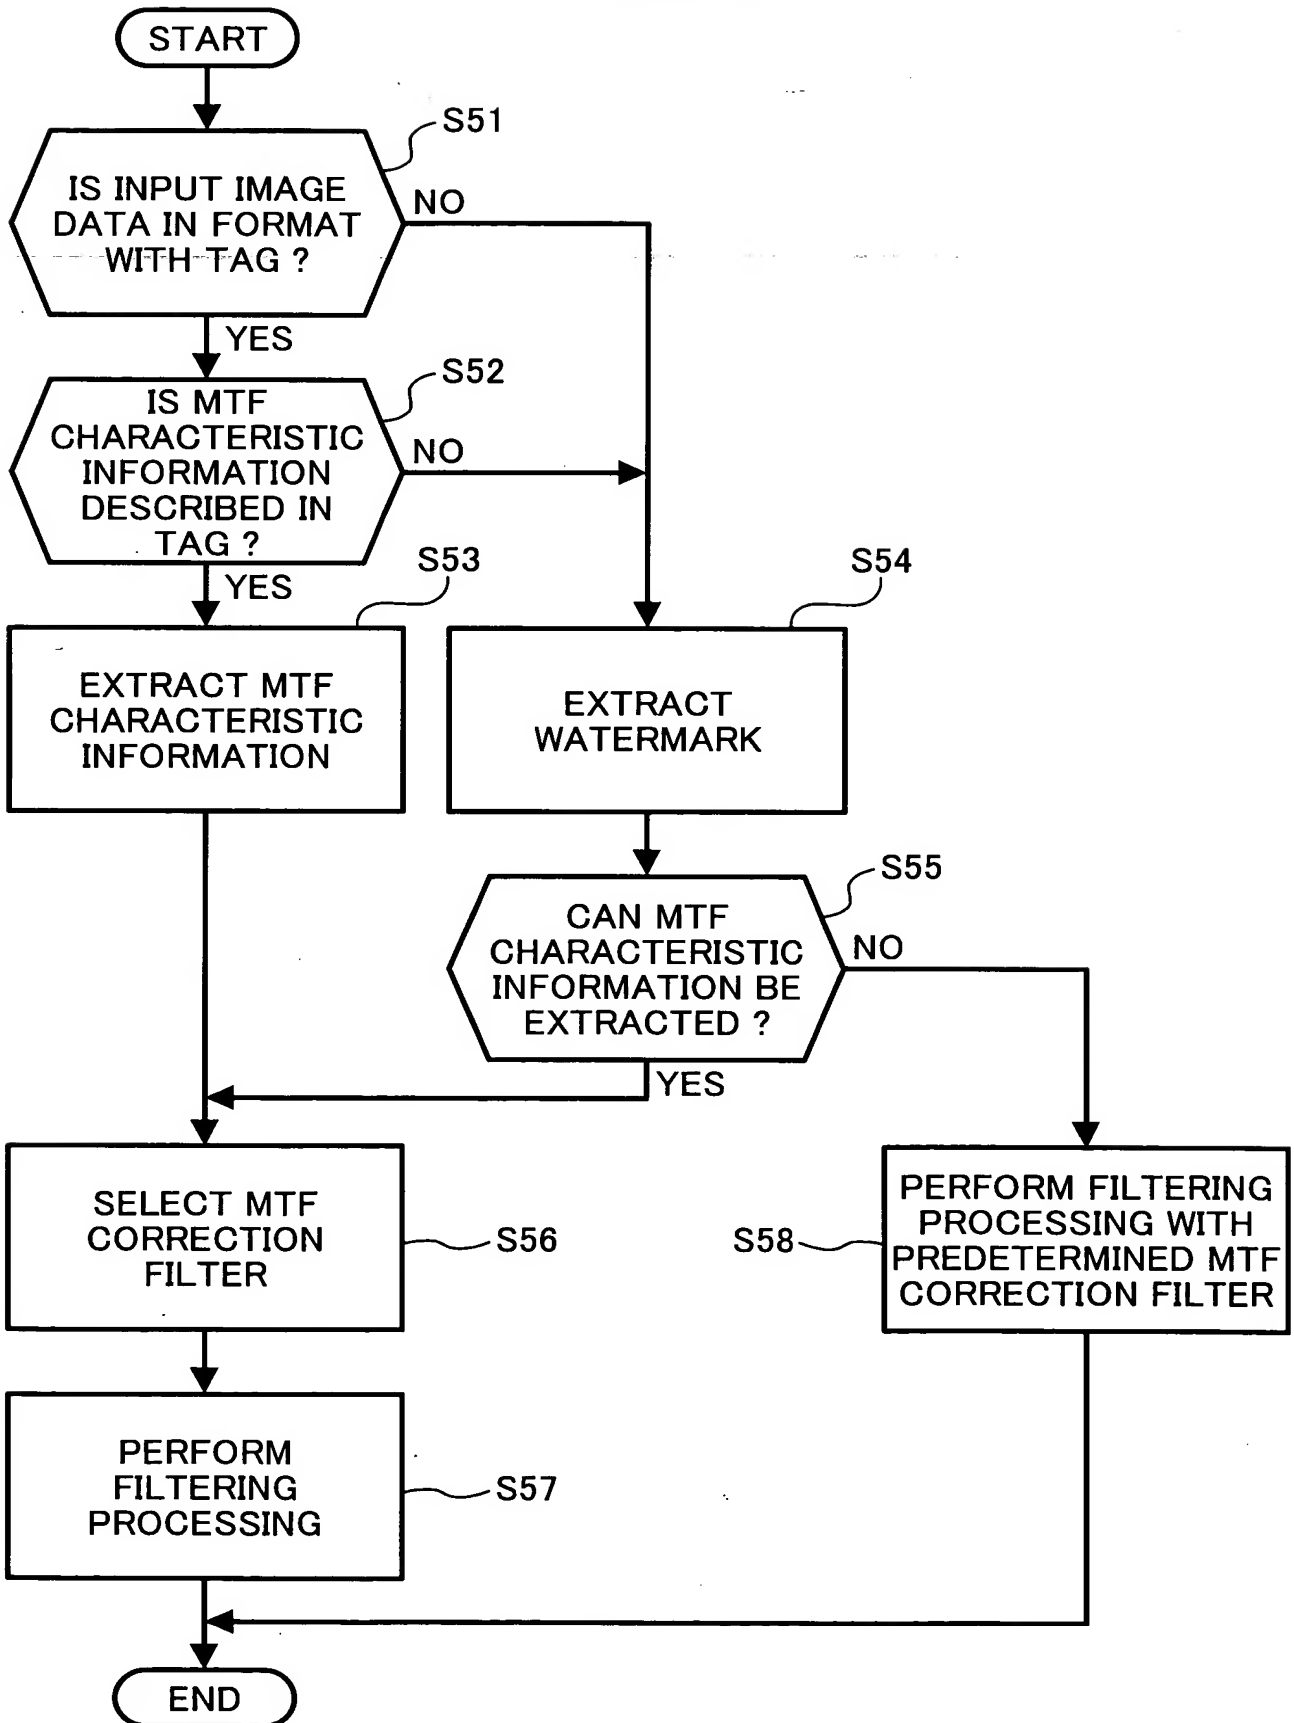 START
S51
IS INPUT IMAGE
DATA IN FORMAT
WITH TAG ?
NO
YES
S52
IS MTF
CHARACTERISTIC
INFORMATION
DESCRIBED IN
TAG ?
NO
YES
S53
EXTRACT MTF
CHARACTERISTIC
INFORMATION
S54
EXTRACT
WATERMARK
S55
CAN MTF
CHARACTERISTIC
INFORMATION BE
EXTRACTED ?
NO
YES
SELECT MTF
CORRECTION
FILTER
S56
S58
PERFORM FILTERING
PROCESSING WITH
PREDETERMINED MTF
CORRECTION FILTER
PERFORM
FILTERING
PROCESSING
S57
END